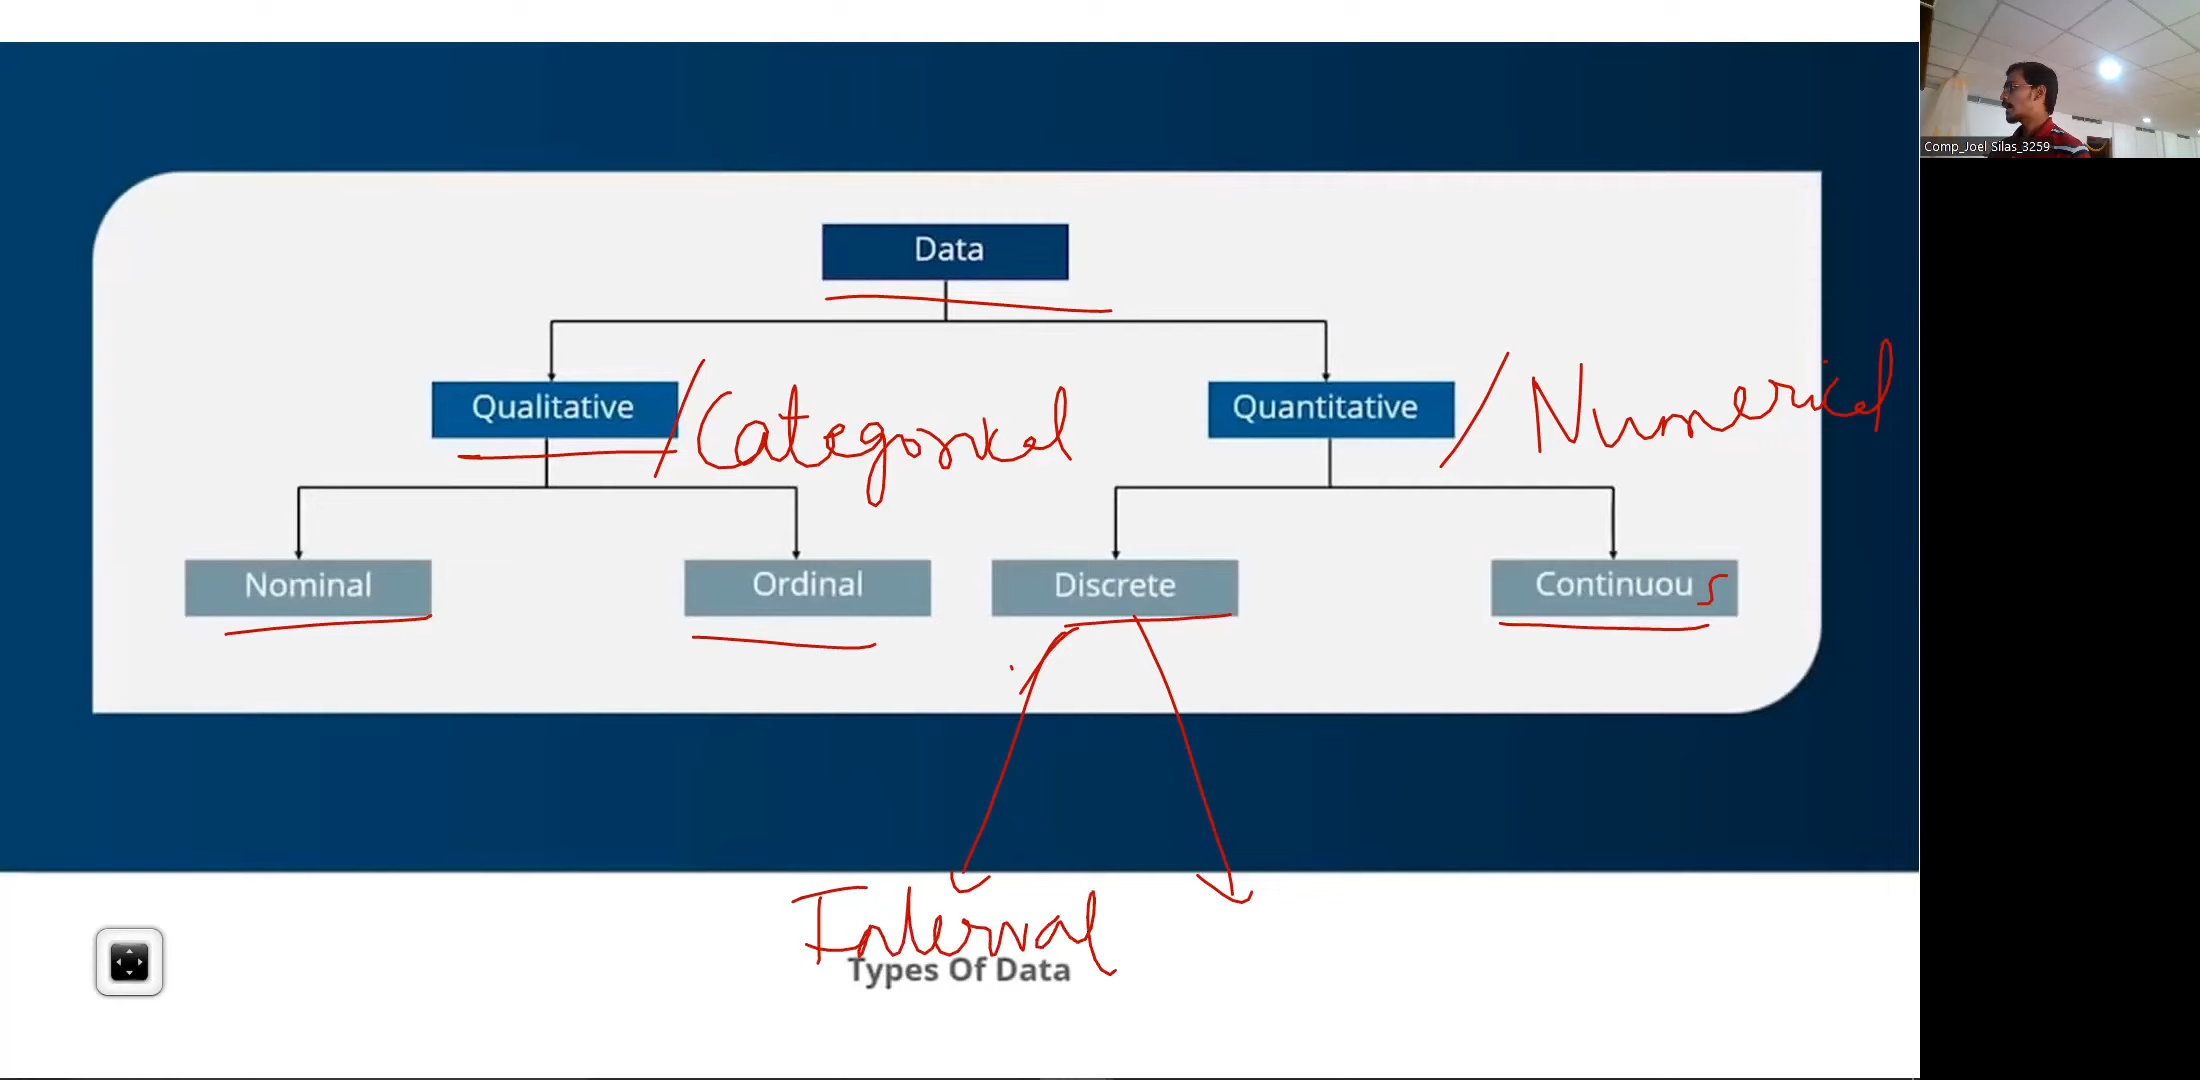 Comp_Joel Silas_3259
Data
Qualitative / Categorical
Quantitative / Numerical
Nominal
Ordinal
Discrete
Continuous
Interval
Types Of Data